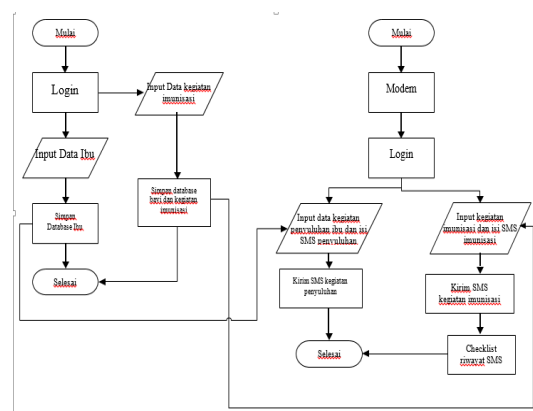 Mulai
Login
Input Data kegiatan
imunisasi
Input Data Ibu
Simpan
Database Ibu
Simpan database
bayi dan kegiatan
imunisasi
Selesai
Mulai
Modem
Login
Input data kegiatan
penyuluhan ibu dan isi
SMS penyuluhan
Input kegiatan
imunisasi dan isi SMS
imunisasi
Kirim SMS kegiatan
penyuluhan
Kirim SMS
kegiatan imunisasi
Selesai
Checklist
riwayat SMS